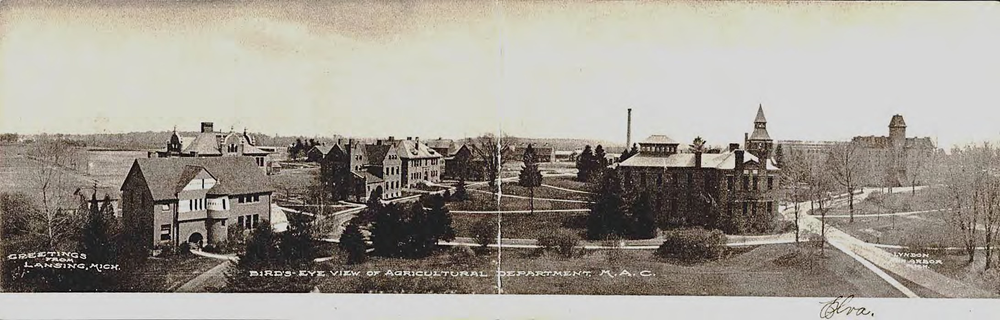 GREETINGS
FROM
LANSING, MICH.
BIRD'S-EYE VIEW OF AGRICULTURAL DEPARTMENT, M.A.C.
LYNDON
ARBOR
Elva.